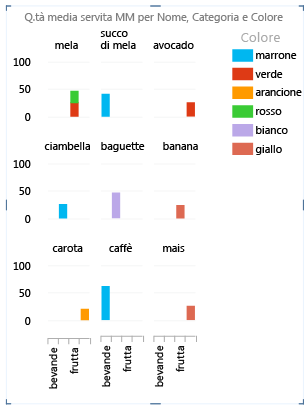 Q.tà media servita MM per Nome, Categoria e Colore
Colore
marrone
verde
arancione
rosso
bianco
giallo
mela
succo
di mela
avocado
100
50
0
ciambella
baguette
banana
100
50
0
carota
caffè
mais
100
50
0
bevande
frutta
bevande
frutta
bevande
frutta